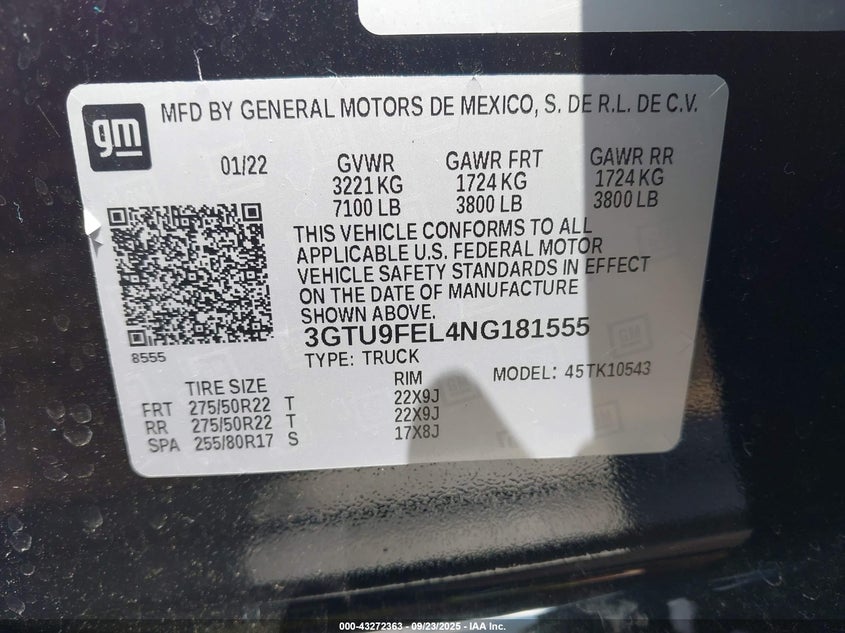 gm
MFD BY GENERAL MOTORS DE MEXICO, S. DE R.L. DE C.V.
01/22
GVWR GAWR FRT GAWR RR
3221 KG 1724 KG 1724 KG
7100 LB 3800 LB 3800 LB
THIS VEHICLE CONFORMS TO ALL
APPLICABLE U.S. FEDERAL MOTOR
VEHICLE SAFETY STANDARDS IN EFFECT
ON THE DATE OF MANUFACTURE
SHOWN ABOVE.
8555
3GTU9FEL4NG181555
TYPE: TRUCK
MODEL: 45TK10543
TIRE SIZE RIM
FRT 275/50R22 T 22X9J
RR 275/50R22 T 22X9J
SPA 255/80R17 S 17X8J
000-43272363 - 09/23/2025 - IAA Inc.